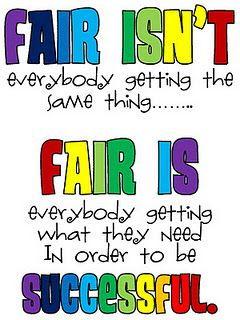 FAIR ISN'T
everybody getting the
same thing........
FAIR IS
everybody getting
what they need
In order to be
SUCCESSFUL.